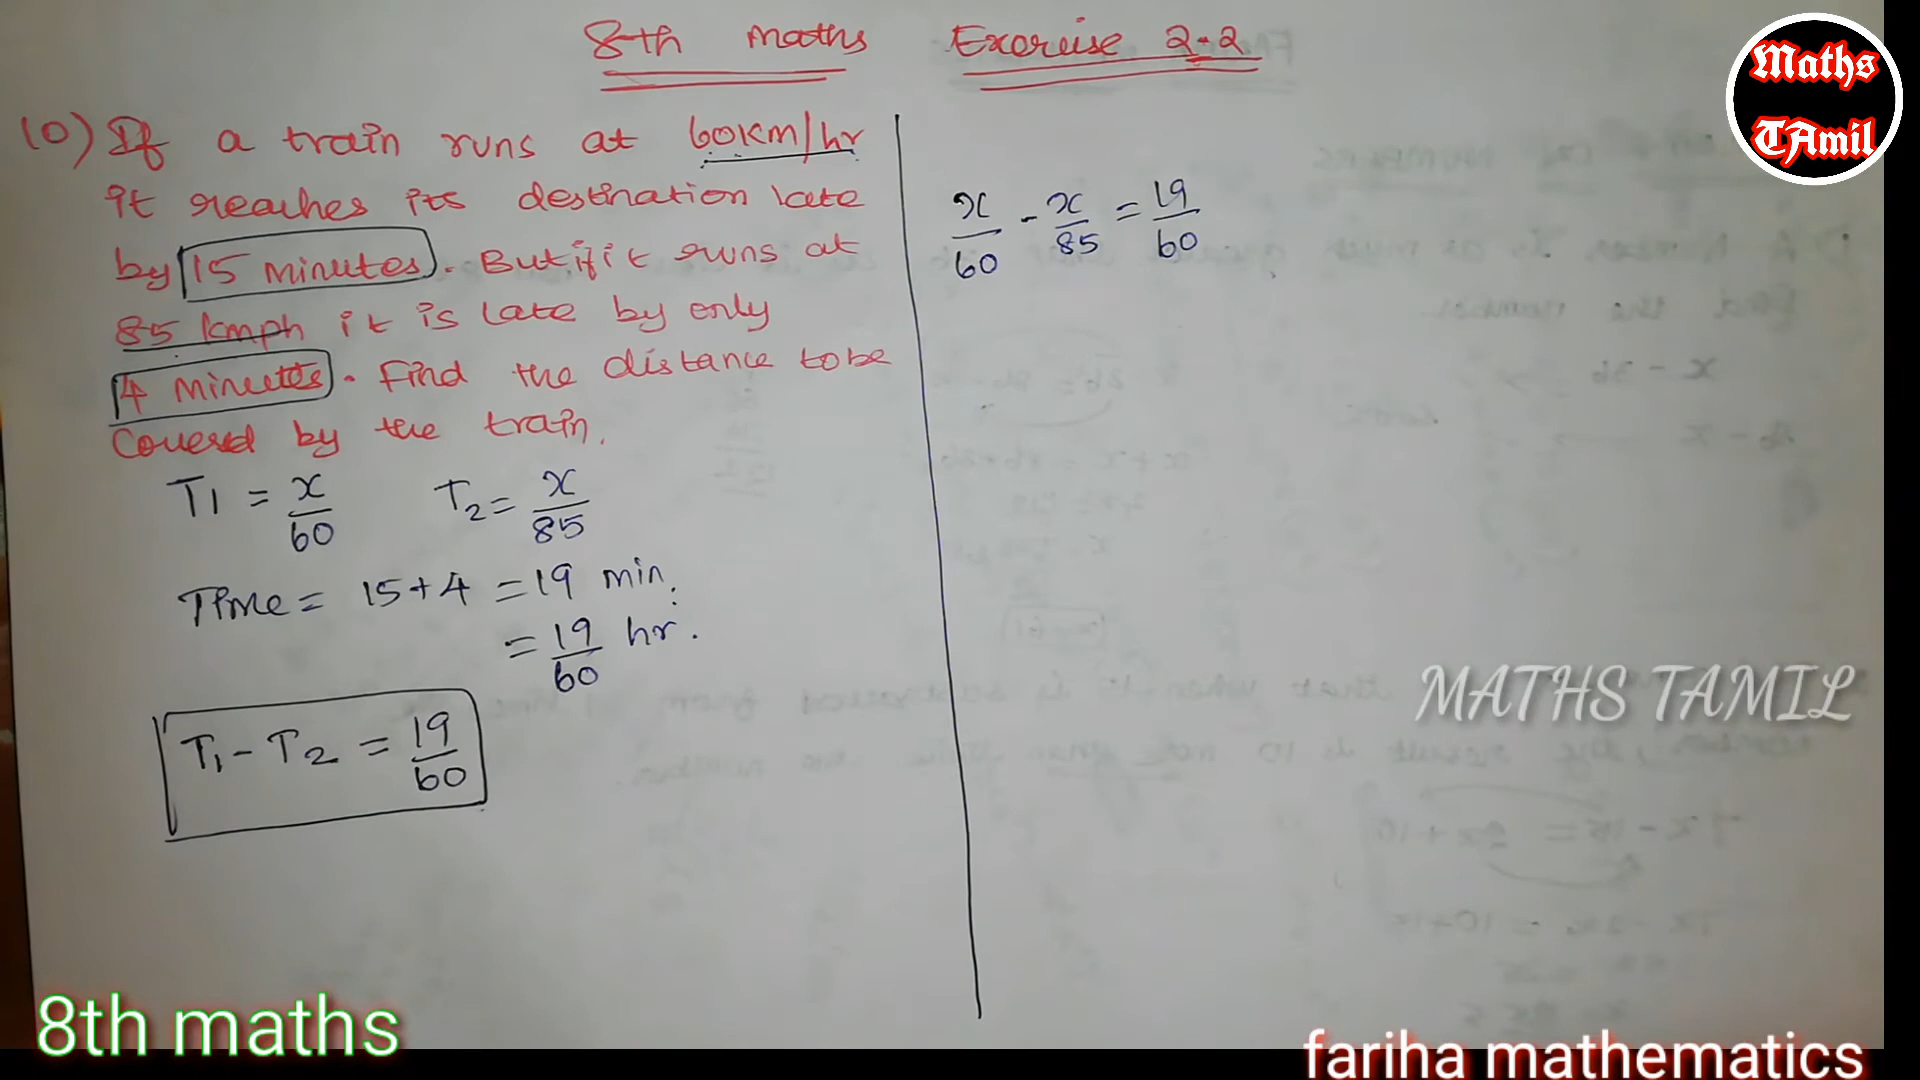 8th maths Exercise 2.2
Maths
TAmil
10) If a train runs at 60KM/hr
it reaches its destination late
by 15 minutes. But if it runs at
85 kmph it is late by only
4 minutes. Find the distance to be
Covered by the train.
T1 = x/60 T2 = x/85
Time = 15+4 = 19 min.
= 19/60 hr.
T1 - T2 = 19/60
x/60 - x/85 = 19/60
MATHS TAMIL
8th maths
fariha mathematics